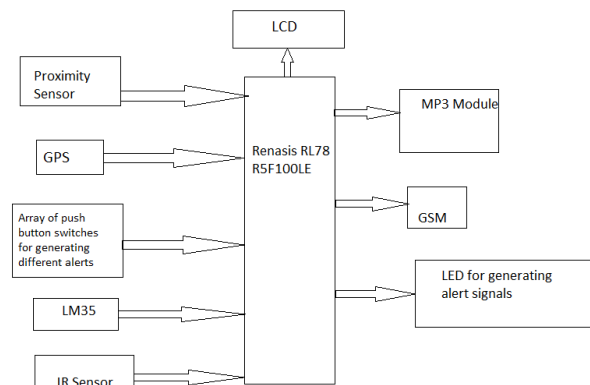 LCD
Proximity
Sensor
MP3 Module
Renasis RL78
R5F100LE
GPS
Array of push
button switches
for generating
different alerts
GSM
LED for generating
alert signals
LM35
IR Sensor